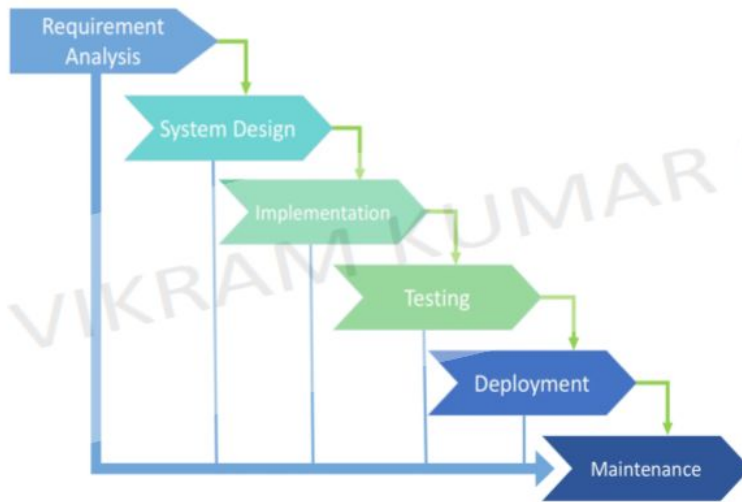 Requirement
Analysis
System Design
Implementation
Testing
Deployment
Maintenance
VIKRAM KUMAR